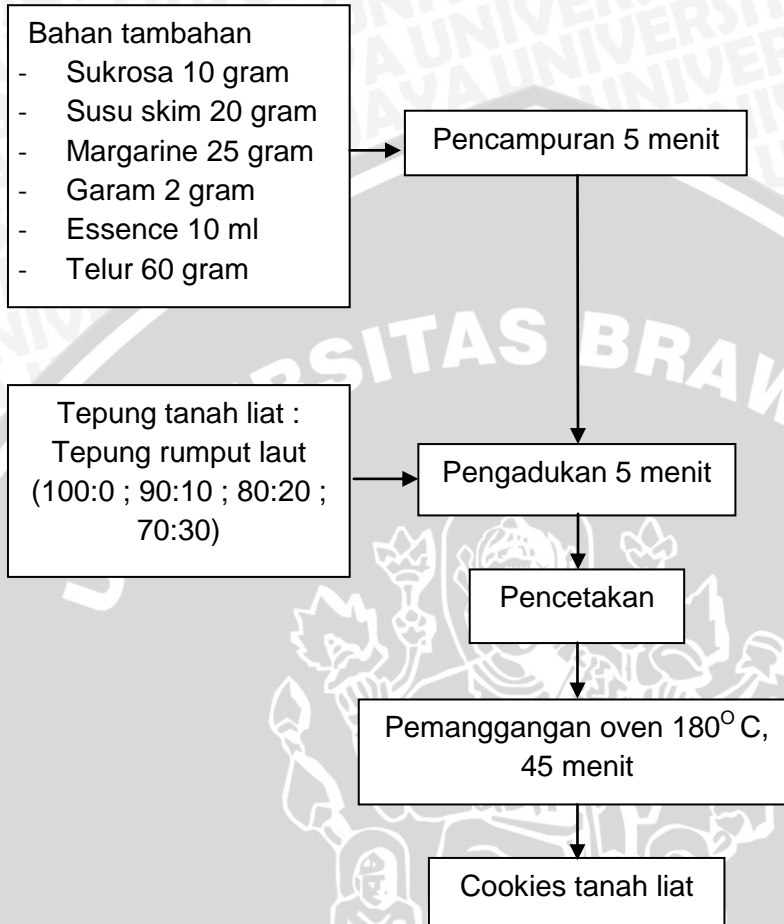 Bahan tambahan
- Sukrosa 10 gram
- Susu skim 20 gram
- Margarine 25 gram
- Garam 2 gram
- Essence 10 ml
- Telur 60 gram
Pencampuran 5 menit
Tepung tanah liat :
Tepung rumput laut
(100:0 ; 90:10 ; 80:20 ;
70:30)
Pengadukan 5 menit
Pencetakan
Pemanggangan oven 180ᴼ C,
45 menit
Cookies tanah liat